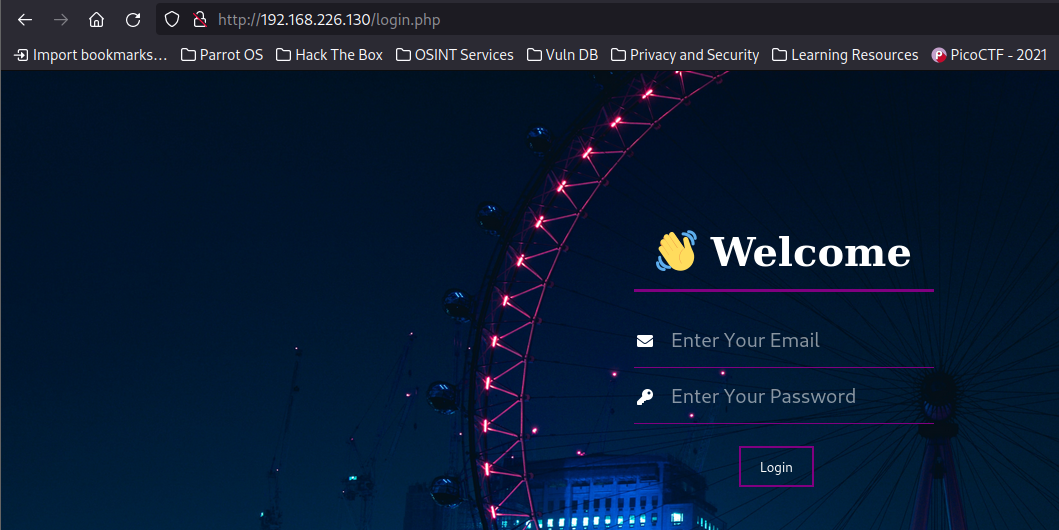 http://192.168.226.130/login.php
Import bookmarks… Parrot OS Hack The Box OSINT Services Vuln DB Privacy and Security Learning Resources PicoCTF - 2021
👋 Welcome
Enter Your Email
Enter Your Password
Login